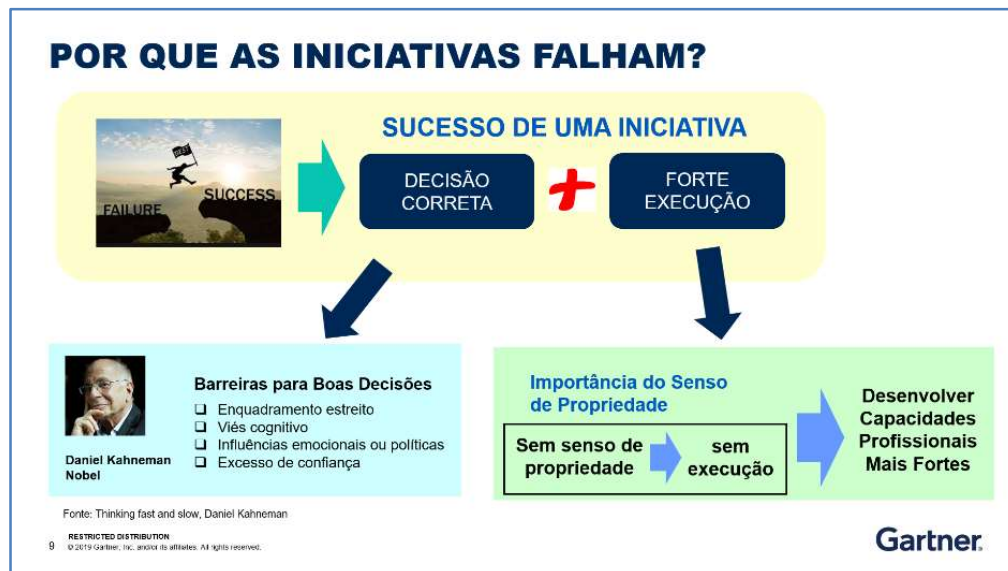 POR QUE AS INICIATIVAS FALHAM?
SUCESSO DE UMA INICIATIVA
BEST
FAILURE
SUCCESS
DECISÃO
CORRETA
+
FORTE
EXECUÇÃO
Daniel Kahneman
Nobel
Barreiras para Boas Decisões
❑ Enquadramento estreito
❑ Viés cognitivo
❑ Influências emocionais ou políticas
❑ Excesso de confiança
Importância do Senso
de Propriedade
Sem senso de
propriedade
sem
execução
Desenvolver
Capacidades
Profissionais
Mais Fortes
Fonte: Thinking fast and slow, Daniel Kahneman
RESTRICTED DISTRIBUTION
9 © 2019 Gartner, Inc. and/or its affiliates. All rights reserved.
Gartner.